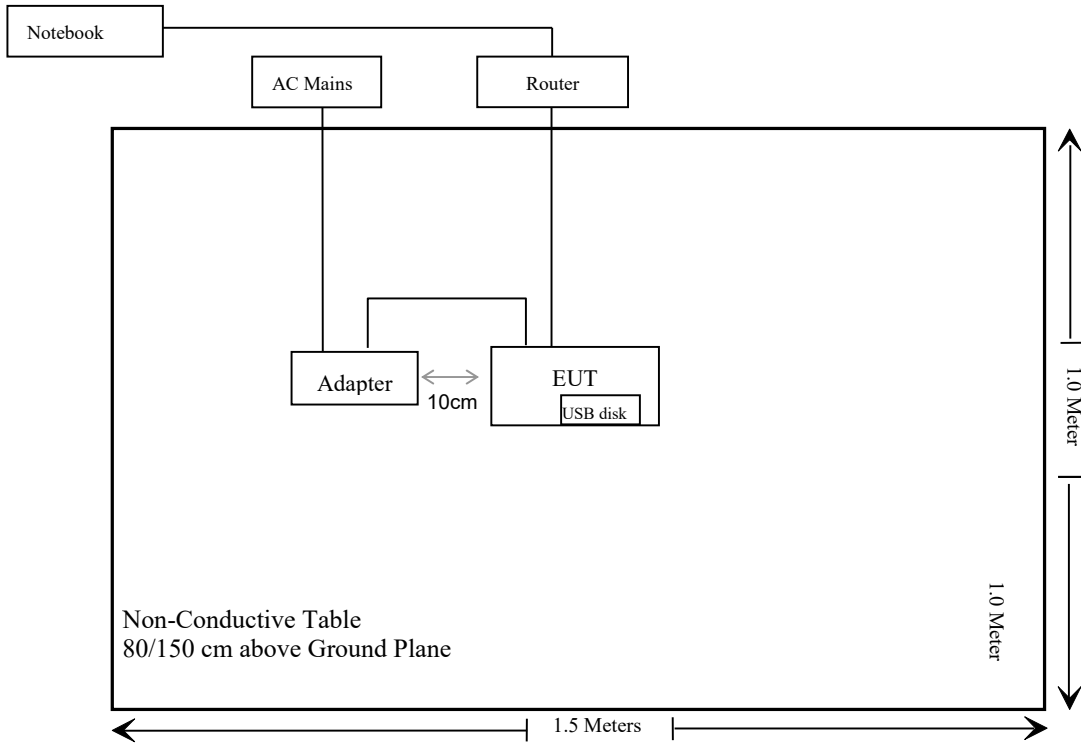 Notebook
AC Mains
Router
Adapter
10cm
EUT
USB disk
1.0 Meter
1.0 Meter
Non-Conductive Table
80/150 cm above Ground Plane
1.5 Meters